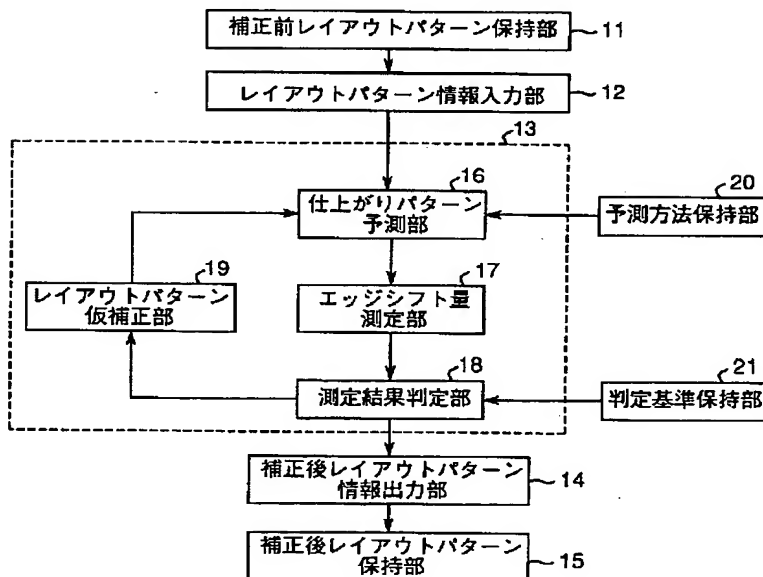 補正前レイアウトパターン保持部
11
レイアウトパターン情報入力部
12
13
16
仕上がりパターン
予測部
20
予測方法保持部
19
レイアウトパターン
仮補正部
17
エッジシフト量
測定部
18
測定結果判定部
21
判定基準保持部
補正後レイアウトパターン
情報出力部
14
補正後レイアウトパターン
保持部
15